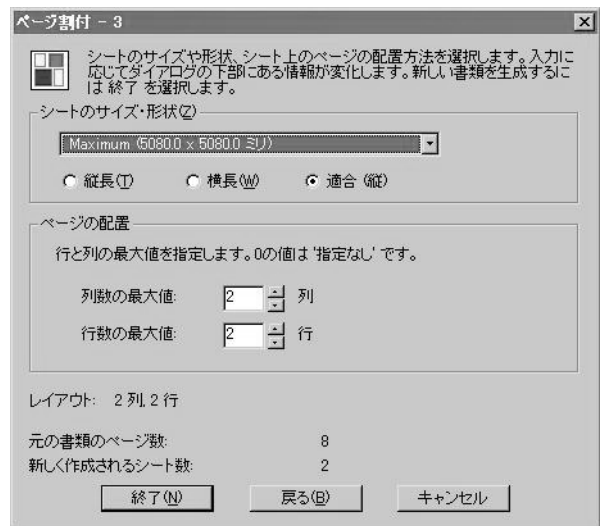 ページ割付 - 3
シートのサイズや形状、シート上のページの配置方法を選択します。入力に
応じてダイアログの下部にある情報が変化します。新しい書類を生成するに
は 終了 を選択します。
シートのサイズ・形状(Z)
Maximum (5080.0 x 5080.0 ミリ)
縦長(T) 横長(W) 適合 (縦)
ページの配置
行と列の最大値を指定します。0の値は '指定なし' です。
列数の最大値: 2 列
行数の最大値: 2 行
レイアウト: 2 列, 2 行
元の書類のページ数: 8
新しく作成されるシート数: 2
終了(N) 戻る(B) キャンセル